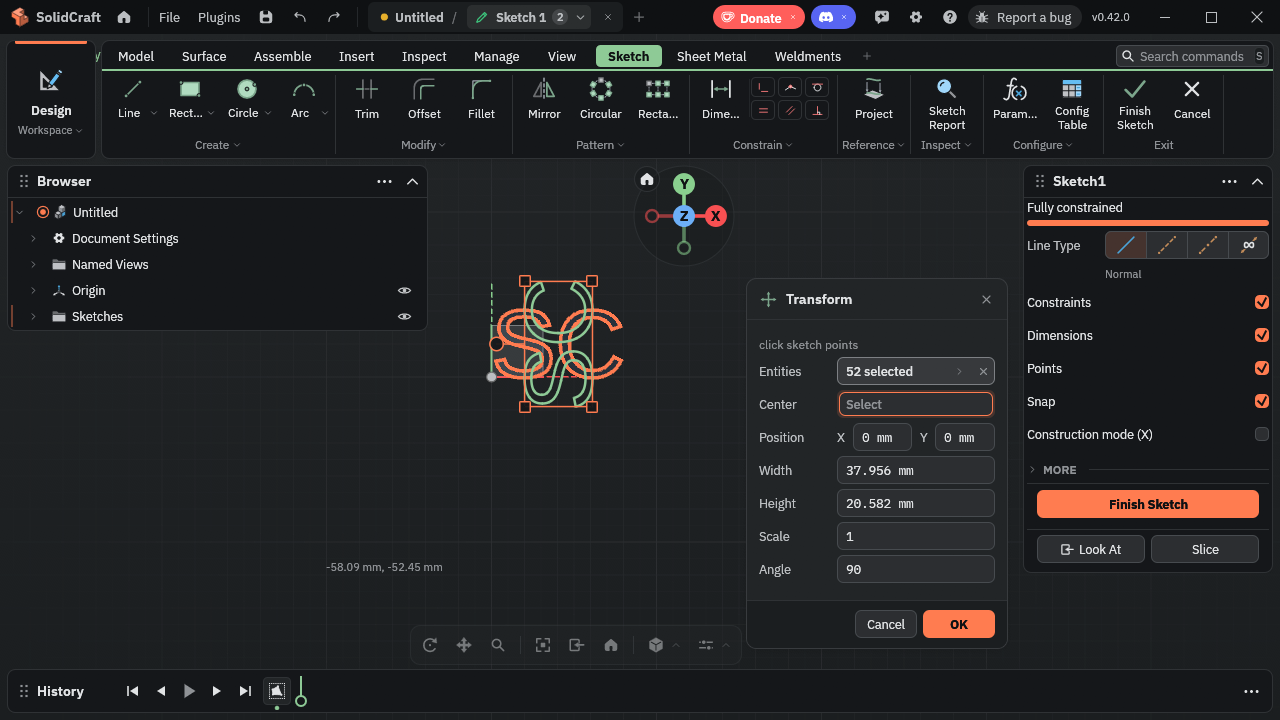 SolidCraft
File
Plugins
Untitled
/
Sketch 1
2
Donate
Report a bug
v0.42.0
Design
Workspace
Model
Surface
Assemble
Insert
Inspect
Manage
View
Sketch
Sheet Metal
Weldments
Search commands
S
Line
Rect...
Circle
Arc
Create
Trim
Offset
Fillet
Modify
Mirror
Circular
Recta...
Pattern
Dime...
Constrain
Project
Reference
Sketch
Report
Inspect
Param...
Config
Table
Configure
Finish
Sketch
Cancel
Exit
Browser
Untitled
Document Settings
Named Views
Origin
Sketches
Y
Z
X
SC
-58.09 mm, -52.45 mm
Transform
click sketch points
Entities
52 selected
Center
Select
Position
X
0 mm
Y
0 mm
Width
37.956 mm
Height
20.582 mm
Scale
1
Angle
90
Cancel
OK
Sketch1
Fully constrained
Line Type
Normal
Constraints
Dimensions
Points
Snap
Construction mode (X)
MORE
Finish Sketch
Look At
Slice
History